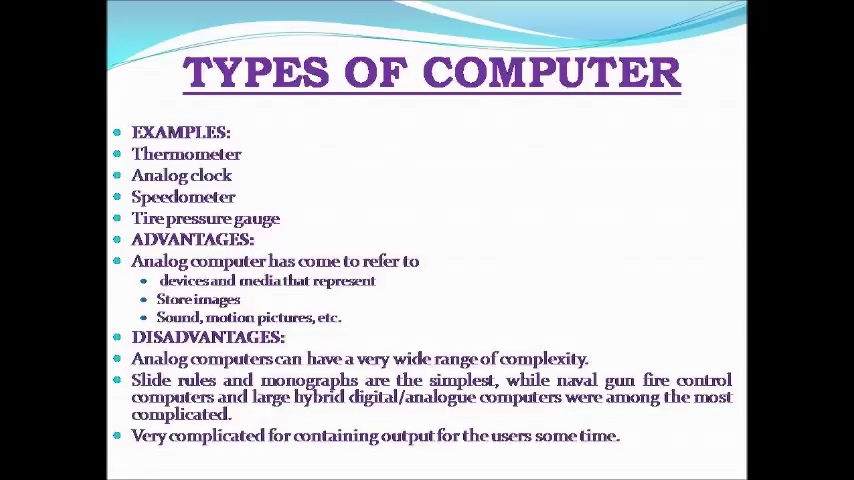 TYPES OF COMPUTER
EXAMPLES:
Thermometer
Analog clock
Speedometer
Tire pressure gauge
ADVANTAGES:
Analog computer has come to refer to
devices and media that represent
Store images
Sound, motion pictures, etc.
DISADVANTAGES:
Analog computers can have a very wide range of complexity.
Slide rules and monographs are the simplest, while naval gun fire control
computers and large hybrid digital/analogue computers were among the most
complicated.
Very complicated for containing output for the users some time.